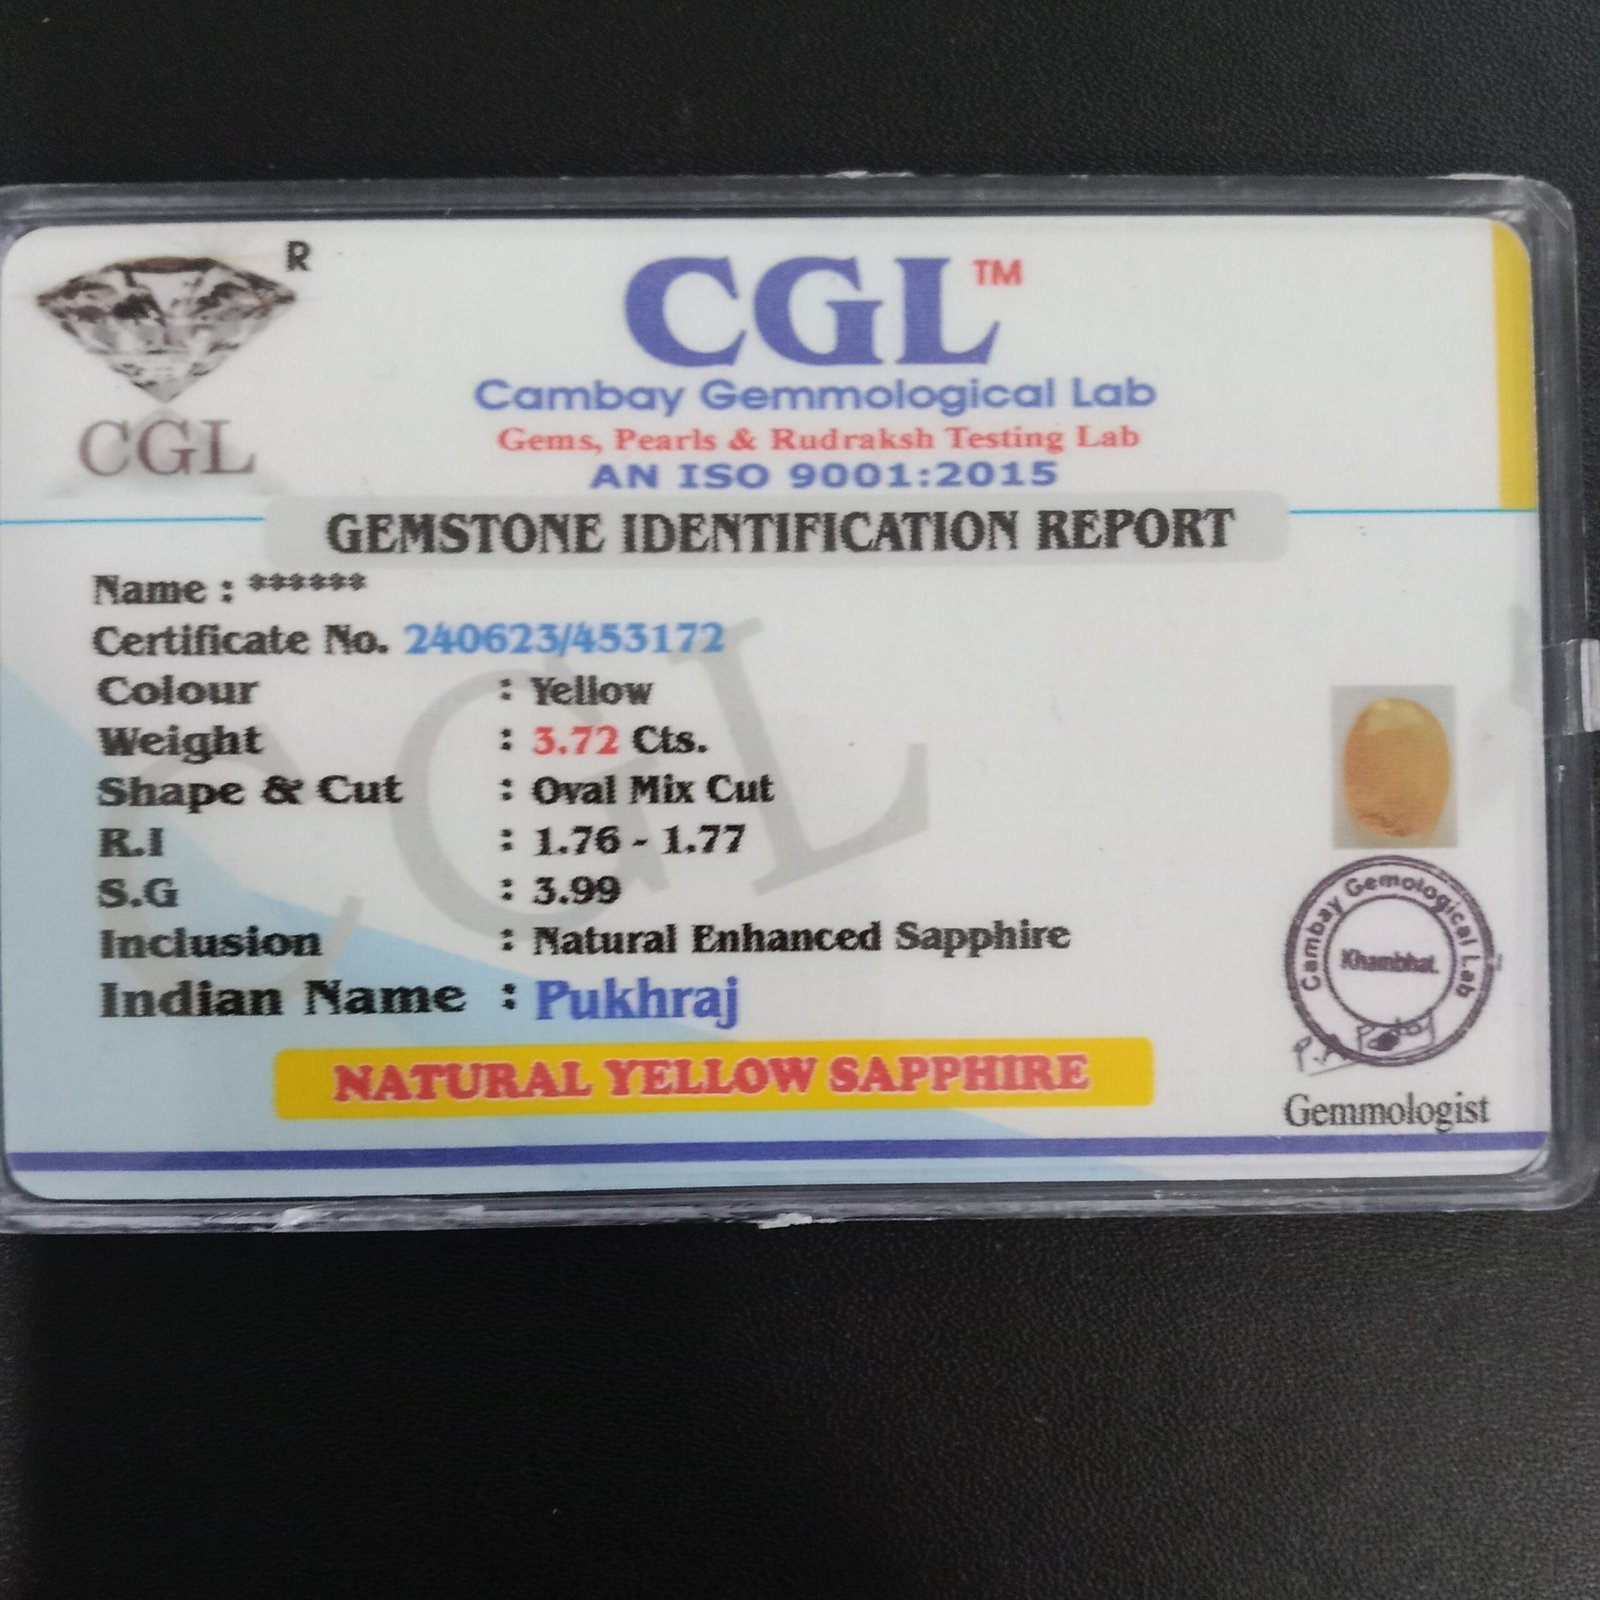 R
CGL
CGL™
Cambay Gemmological Lab
Gems, Pearls & Rudraksh Testing Lab
AN ISO 9001:2015
GEMSTONE IDENTIFICATION REPORT
Name : ******
Certificate No. 240623/453172
Colour : Yellow
Weight : 3.72 Cts.
Shape & Cut : Oval Mix Cut
R.I : 1.76 - 1.77
S.G : 3.99
Inclusion : Natural Enhanced Sapphire
Indian Name : Pukhraj
NATURAL YELLOW SAPPHIRE
CGL
Cambay Gemological Lab
Khambhat.
Gemmologist